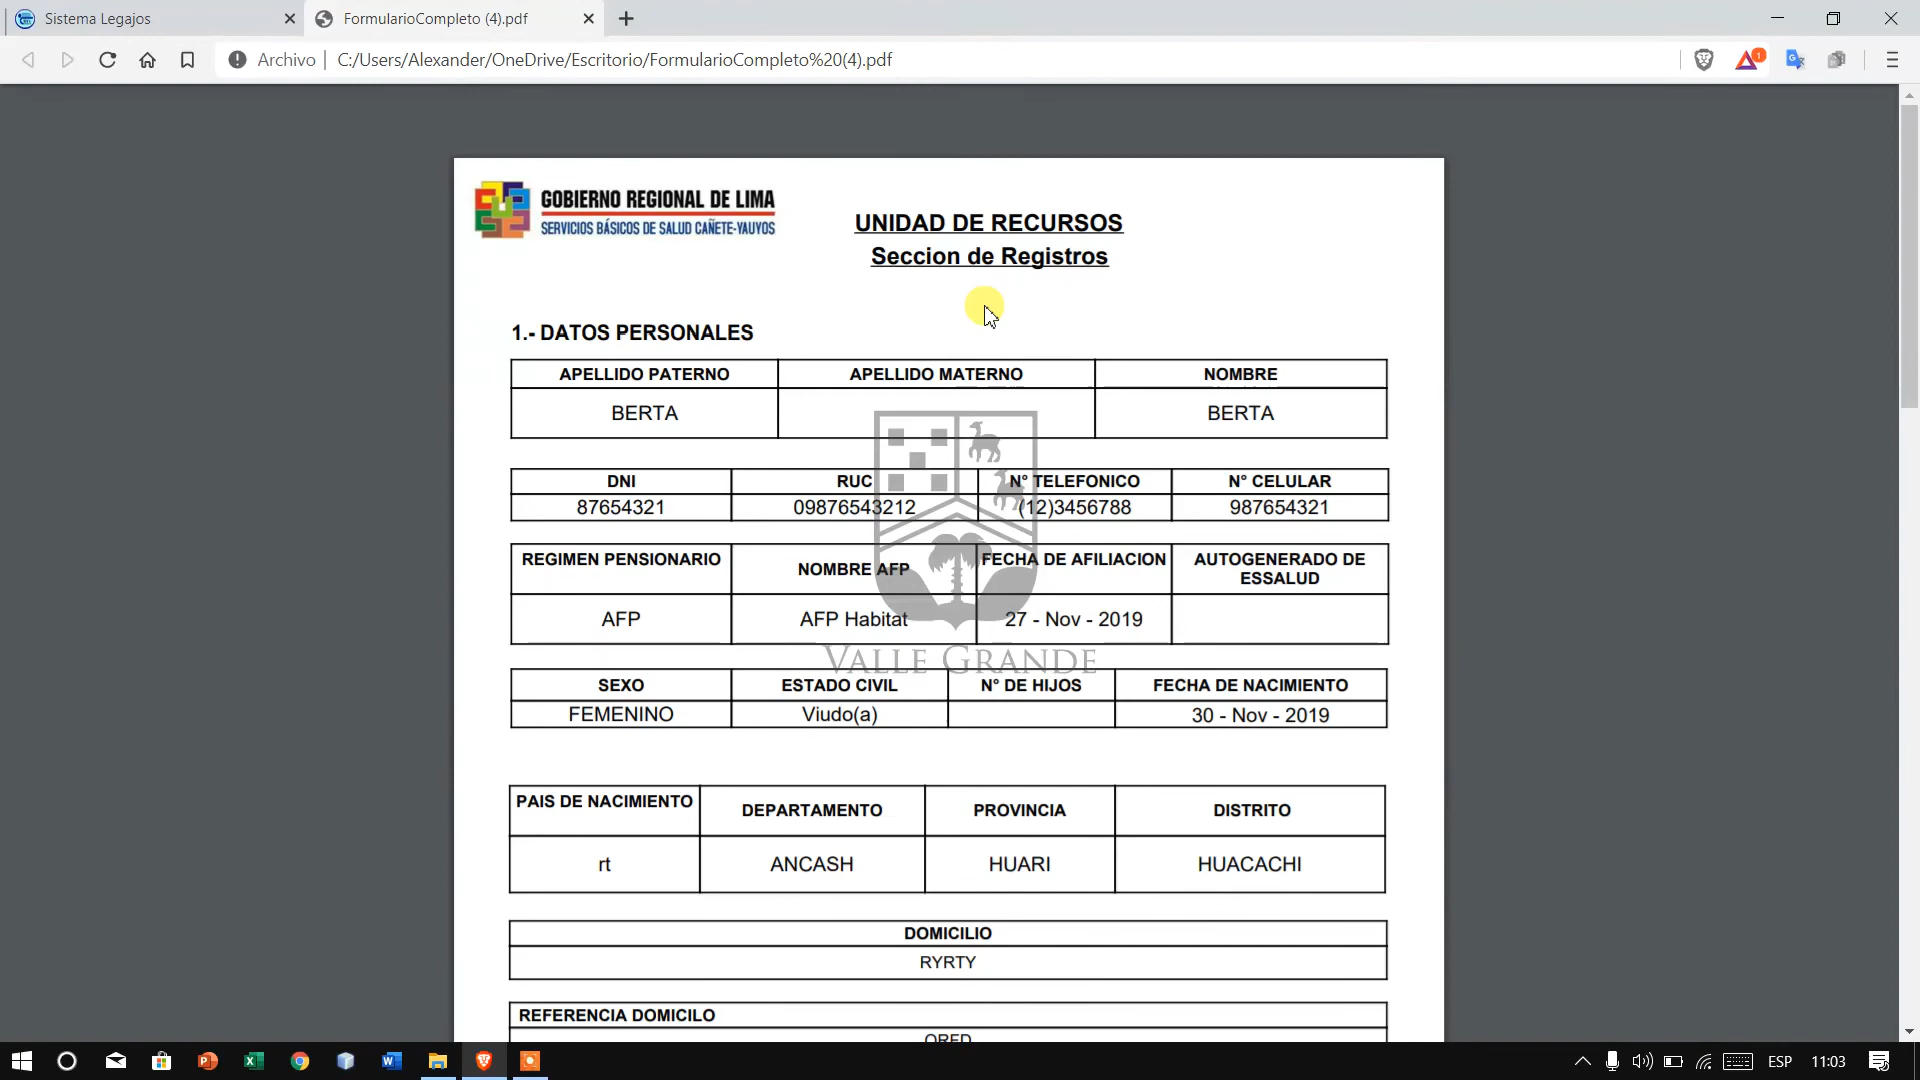 Sistema Legajos
FormularioCompleto (4).pdf
Archivo
C:/Users/Alexander/OneDrive/Escritorio/FormularioCompleto%20(4).pdf
1
GOBIERNO REGIONAL DE LIMA
SERVICIOS BÁSICOS DE SALUD CAÑETE-YAUYOS
UNIDAD DE RECURSOS
Seccion de Registros
1.- DATOS PERSONALES
APELLIDO PATERNO APELLIDO MATERNO NOMBRE
BERTA BERTA
DNI RUC N° TELEFONICO N° CELULAR
87654321 09876543212 (12)3456788 987654321
REGIMEN PENSIONARIO NOMBRE AFP FECHA DE AFILIACION AUTOGENERADO DE
ESSALUD
AFP AFP Habitat 27 - Nov - 2019
VALLE GRANDE
SEXO ESTADO CIVIL N° DE HIJOS FECHA DE NACIMIENTO
FEMENINO Viudo(a) 30 - Nov - 2019
PAIS DE NACIMIENTO DEPARTAMENTO PROVINCIA DISTRITO
rt ANCASH HUARI HUACACHI
DOMICILIO
RYRTY
REFERENCIA DOMICILO
ESP 11:03